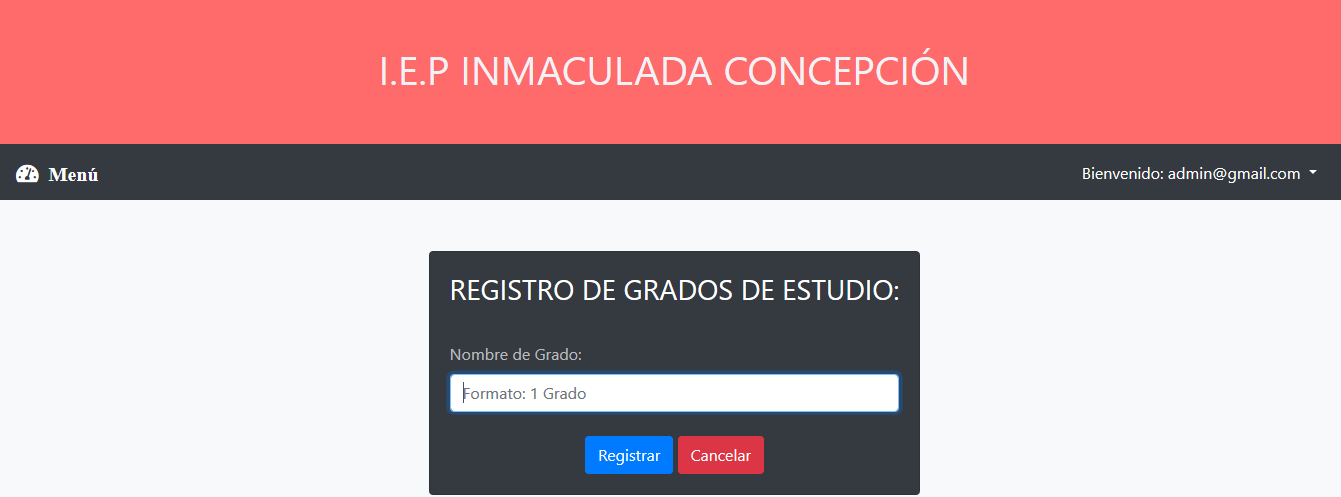 I.E.P INMACULADA CONCEPCIÓN
Menú
Bienvenido: admin@gmail.com
REGISTRO DE GRADOS DE ESTUDIO:
Nombre de Grado:
Formato: 1 Grado
Registrar
Cancelar